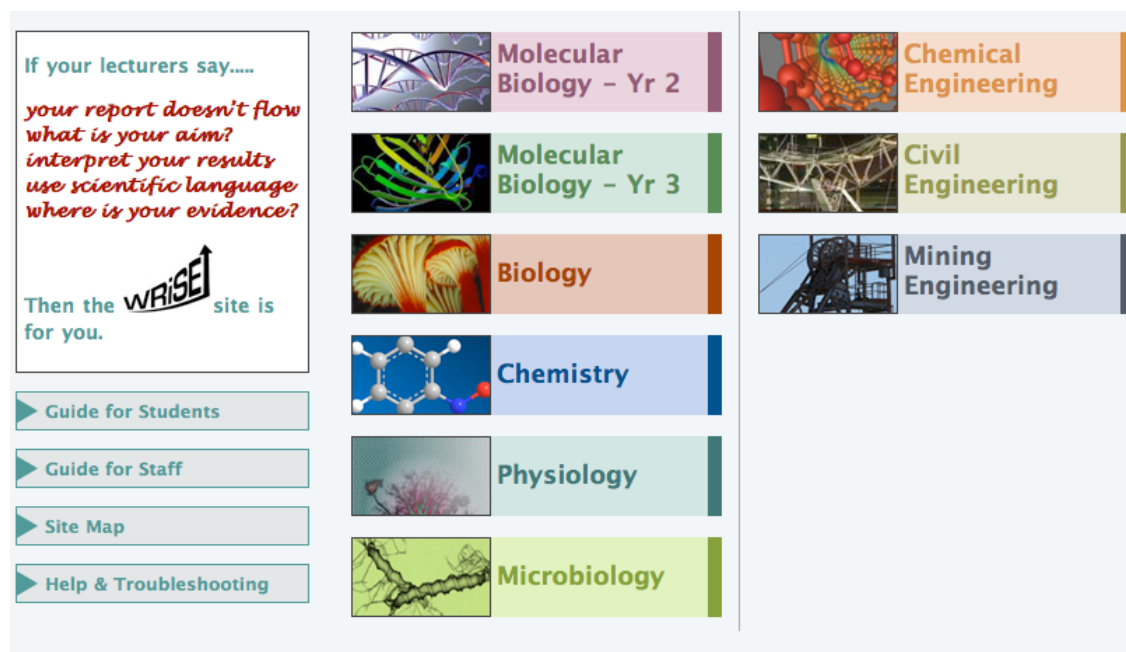 If your lecturers say.....
your report doesn't flow
what is your aim?
interpret your results
use scientific language
where is your evidence?
Then the WRiSE site is
for you.
Guide for Students
Guide for Staff
Site Map
Help & Troubleshooting
Molecular
Biology – Yr 2
Molecular
Biology – Yr 3
Biology
Chemistry
Physiology
Microbiology
Chemical
Engineering
Civil
Engineering
Mining
Engineering